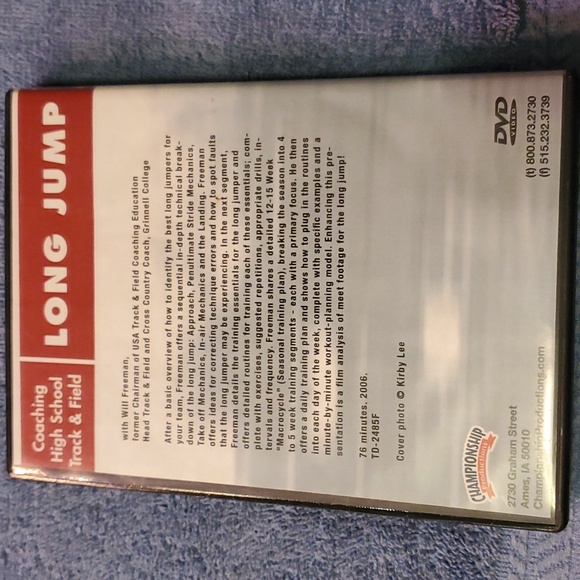 Coaching
High School
Track & Field
LONG JUMP
with Will Freeman,
former Chairman of USA Track & Field Coaching Education
Head Track & Field and Cross Country Coach, Grinnell College
After a basic overview of how to identify the best long jumpers for
your team, Freeman offers a sequential in-depth technical break-
down of the long jump: Approach, Penultimate Stride Mechanics,
Take off Mechanics, In-air Mechanics and the Landing. Freeman
offers ideas for correcting technique errors and how to spot faults
that the long jumper may be experiencing. In the next segment,
Freeman details the training essentials for the long jumper and
offers detailed routines for training each of these essentials; com-
plete with exercises, suggested repetitions, appropriate drills, in-
tervals and frequency. Freeman shares a detailed 12-15 Week
"Macrocycle" (Seasonal training plan), breaking the season into 4
to 5 week training segments - each with a primary focus. He then
offers a daily training plan and shows how to plug in the routines
into each day of the week, complete with specific examples and a
minute-by-minute workout-planning model. Enhancing this pre-
sentation is a film analysis of meet footage for the long jump!
76 minutes. 2006.
TD-2485F
Cover photo © Kirby Lee
CHAMPIONSHIP
productions
2730 Graham Street
Ames, IA 50010
ChampionshipProductions.com
DVD
VIDEO
(t) 800.873.2730
(f) 515.232.3739